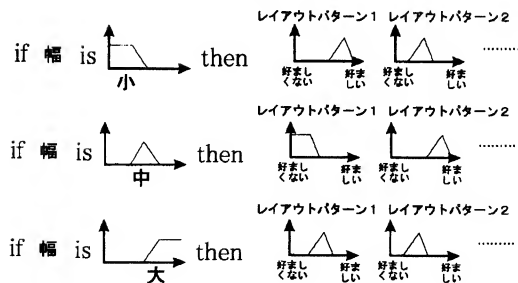 レイアウトパターン1 レイアウトパターン2
if 幅 is 小 then
好ましくない 好ましい 好ましくない 好ましい ………
レイアウトパターン1 レイアウトパターン2
if 幅 is 中 then
好ましくない 好ましい 好ましくない 好ましい ………
レイアウトパターン1 レイアウトパターン2
if 幅 is 大 then
好ましくない 好ましい 好ましくない 好ましい ………